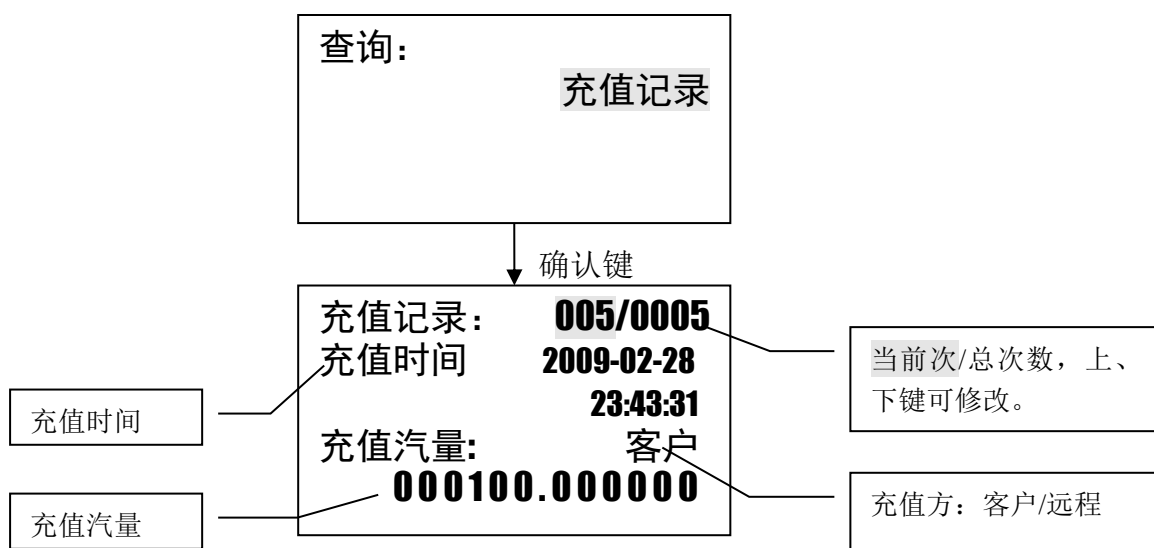 查询：
充值记录
确认键
充值记录： 005/0005
充值时间 2009-02-28
23:43:31
充值汽量: 客户
000100.000000
充值时间
充值汽量
当前次/总次数，上、
下键可修改。
充值方：客户/远程